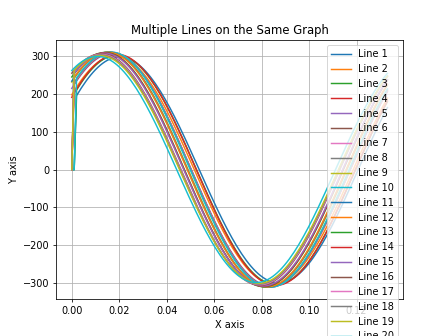 Multiple Lines on the Same Graph
Y axis
300
200
100
0
−100
−200
−300
0.00
0.02
0.04
0.06
0.08
0.10
X axis
Line 1
Line 2
Line 3
Line 4
Line 5
Line 6
Line 7
Line 8
Line 9
Line 10
Line 11
Line 12
Line 13
Line 14
Line 15
Line 16
Line 17
Line 18
Line 19
Line 20